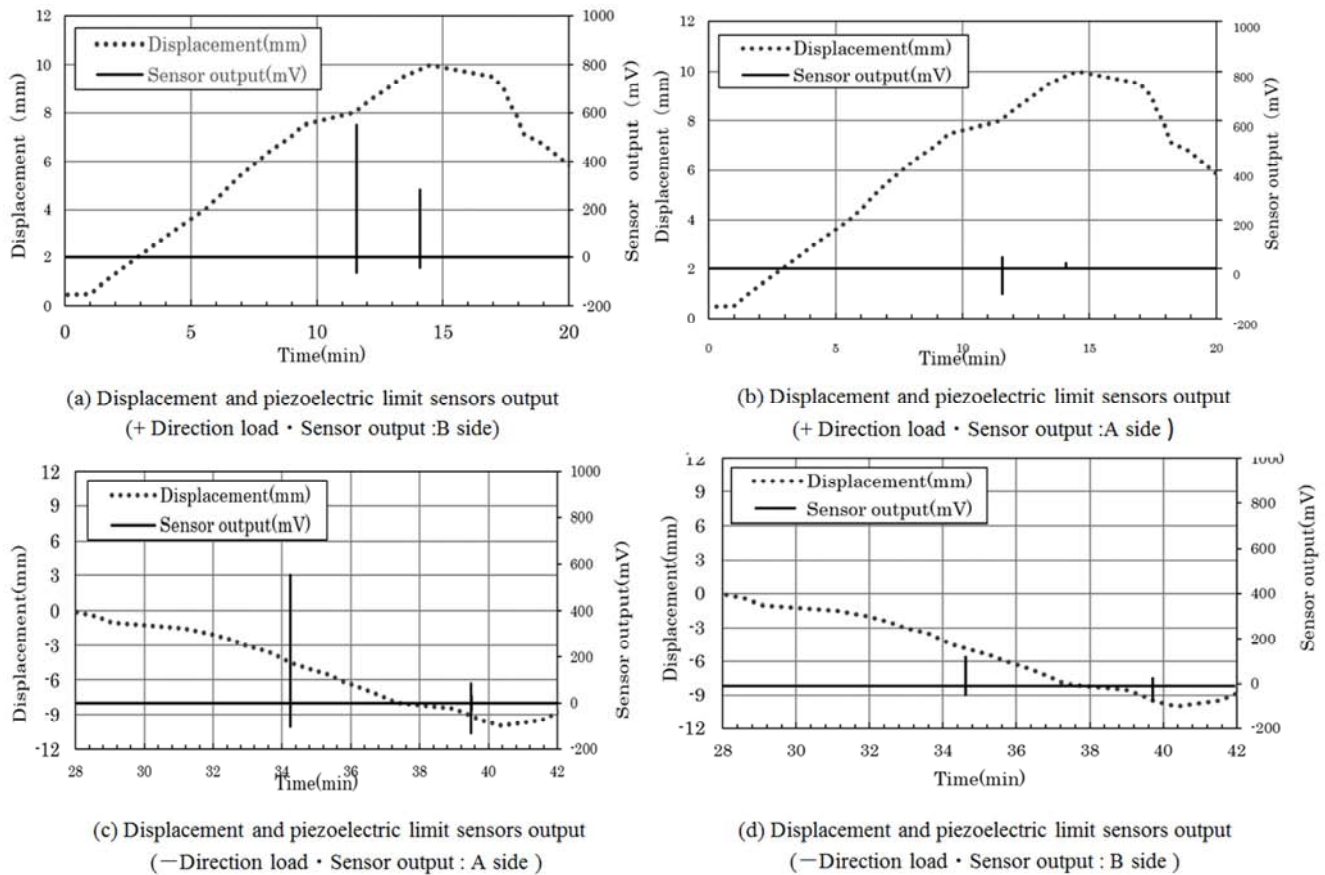 12
10
8
6
4
2
0
Displacement (mm)
Displacement(mm)
Sensor output(mV)
1000
800
600
400
200
0
-200
Sensor output (mV)
0 5 10 15 20
Time(min)
(a) Displacement and piezoelectric limit sensors output
(+ Direction load・Sensor output :B side)
12
10
8
6
4
2
0
Displacement (mm)
Displacement(mm)
Sensor output(mV)
1000
800
600
400
200
0
-200
Sensor output (mV)
0 5 10 15 20
Time(min)
(b) Displacement and piezoelectric limit sensors output
(+ Direction load・Sensor output :A side )
12
9
6
3
0
-3
-6
-9
-12
Displacement(mm)
Displacement(mm)
Sensor output(mV)
1000
800
600
400
200
0
-200
Sensor output(mV)
28 30 32 34 36 38 40 42
Time(min)
(c) Displacement and piezoelectric limit sensors output
(−Direction load・Sensor output : A side )
12
9
6
3
0
-3
-6
-9
-12
Displacement(mm)
Displacement(mm)
Sensor output(mV)
1000
800
600
400
200
0
-200
Sensor output(mV)
28 30 32 34 36 38 40 42
Time(min)
(d) Displacement and piezoelectric limit sensors output
(−Direction load・Sensor output : B side )